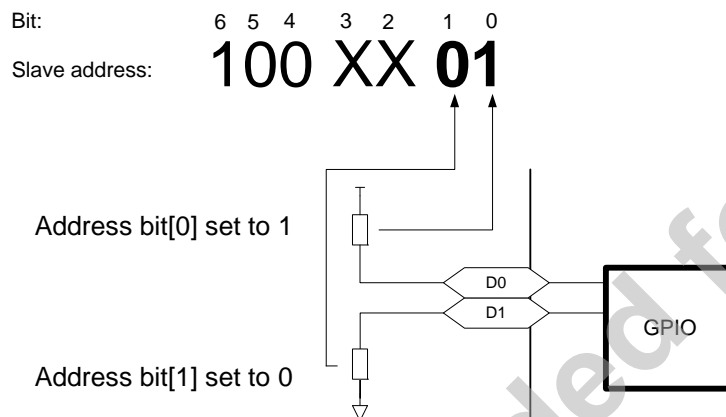 Bit: 6 5 4 3 2 1 0
Slave address: 100 XX 01
Address bit[0] set to 1
D0
D1
GPIO
Address bit[1] set to 0